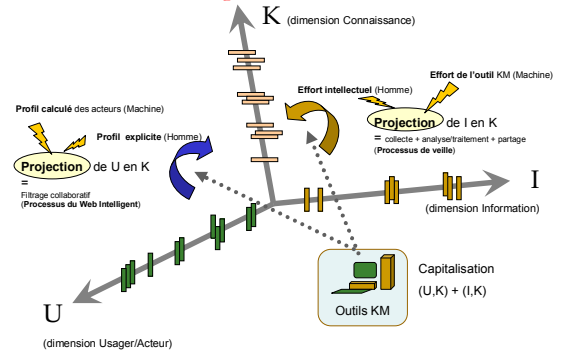 K (dimension Connaissance)
Profil calculé des acteurs (Machine)
Profil explicite (Homme)
Projection de U en K
=
Filtrage collaboratif
(Processus du Web Intelligent)
Effort intellectuel (Homme)
Effort de l'outil KM (Machine)
Projection de I en K
= collecte + analyse/traitement + partage
(Processus de veille)
I
(dimension Information)
Capitalisation
(U,K) + (I,K)
Outils KM
U
(dimension Usager/Acteur)